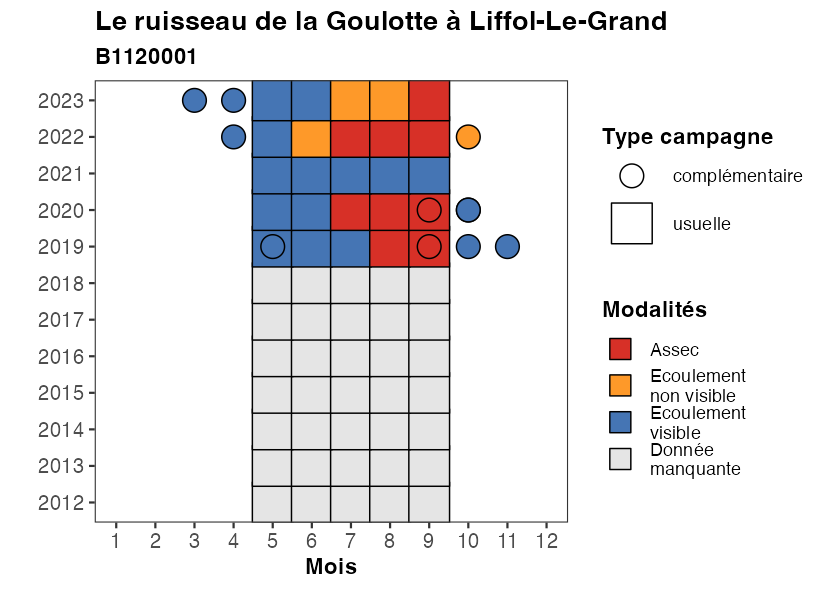 Le ruisseau de la Goulotte à Liffol-Le-Grand
B1120001
2023
2022
2021
2020
2019
2018
2017
2016
2015
2014
2013
2012
1 2 3 4 5 6 7 8 9 10 11 12
Mois
Type campagne
complémentaire
usuelle
Modalités
Assec
Ecoulement
non visible
Ecoulement
visible
Donnée
manquante